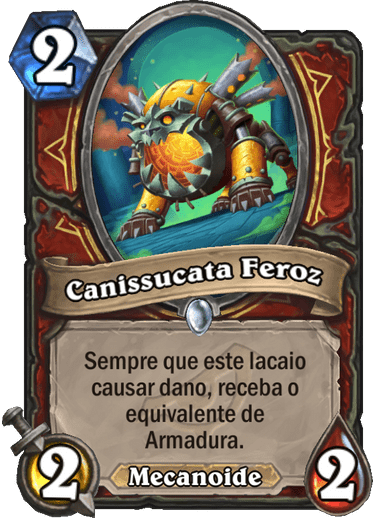 2
Canissucata Feroz
Sempre que este lacaio
causar dano, receba o
equivalente de
Armadura.
2
Mecanoide
2